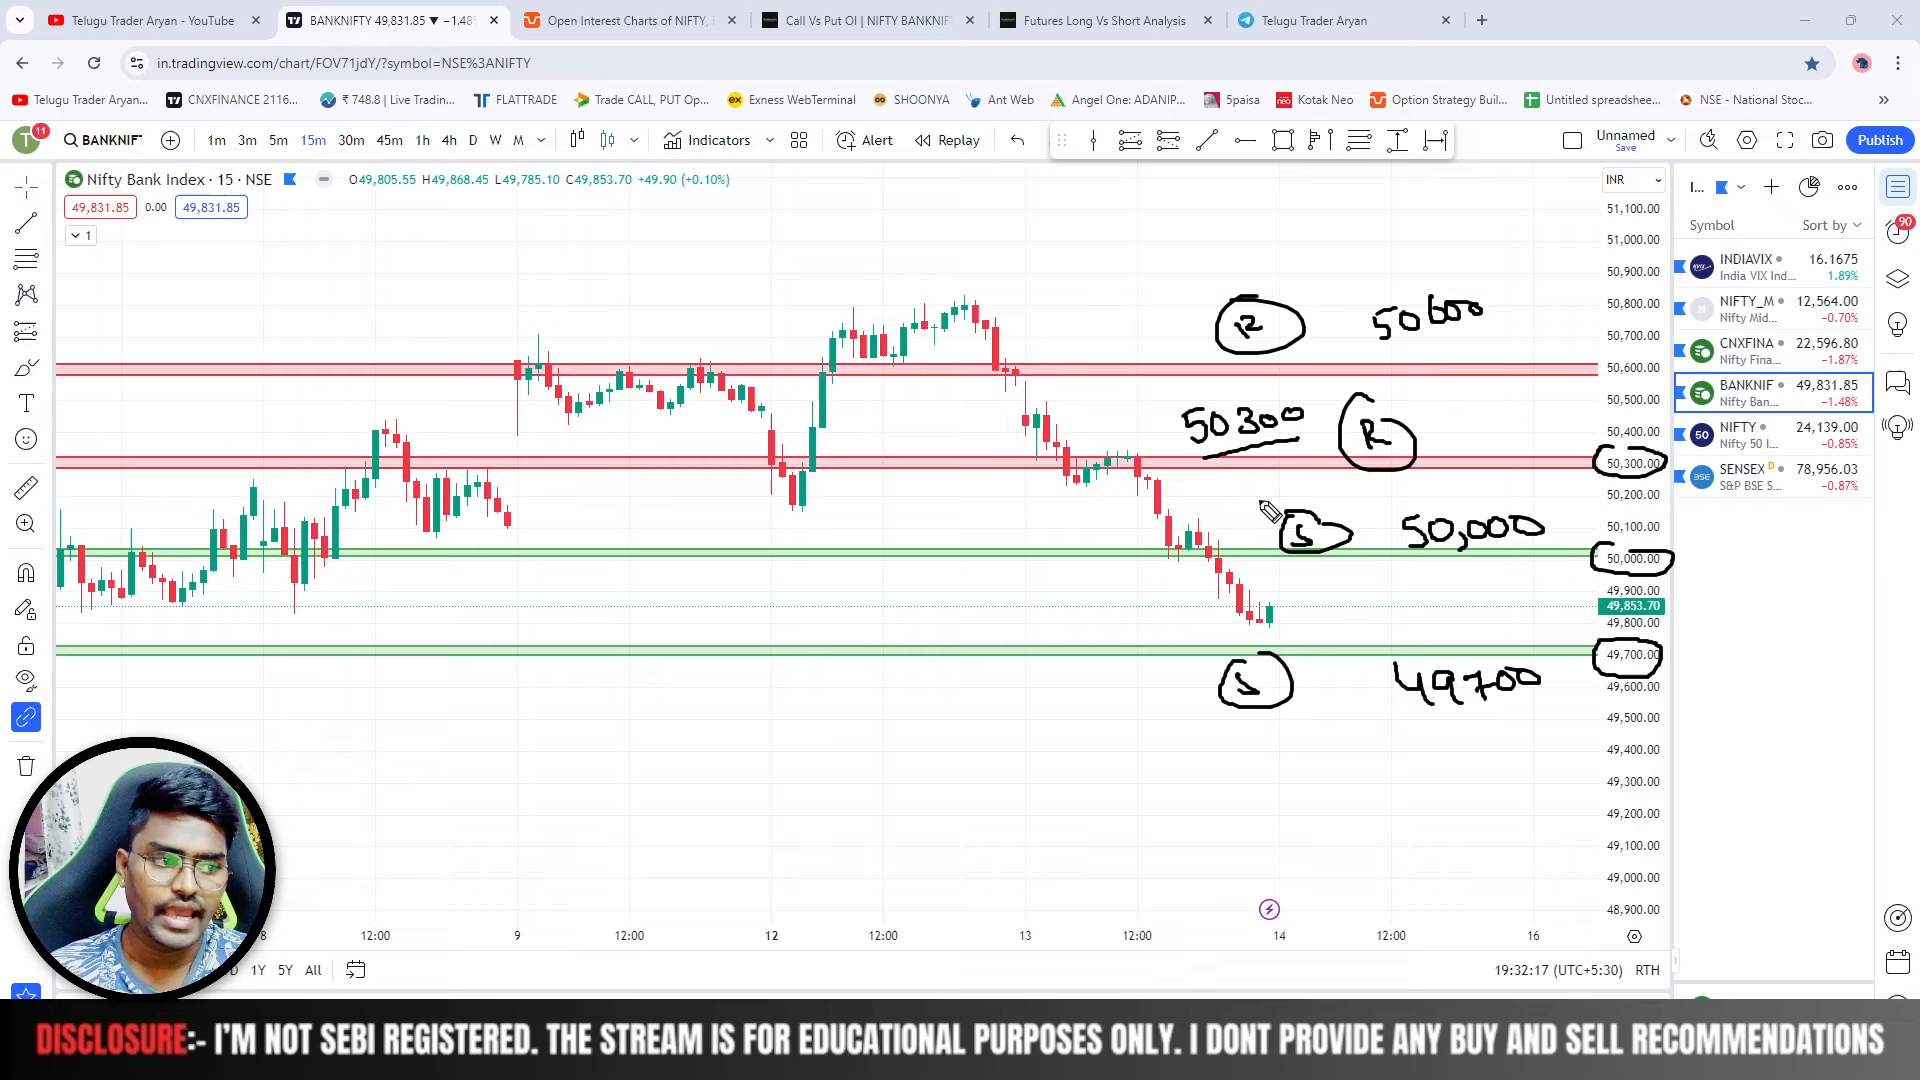 Telugu Trader Aryan - YouTube
BANKNIFTY 49,831.85 ▼ −1.48%
Open Interest Charts of NIFTY,
Call Vs Put OI | NIFTY BANKNIF
Futures Long Vs Short Analysis
Telugu Trader Aryan
in.tradingview.com/chart/FOV71jdY/?symbol=NSE%3ANIFTY
Telugu Trader Aryan...
CNXFINANCE 2116...
₹ 748.8 | Live Tradin...
FLATTRADE
Trade CALL, PUT Op...
Exness WebTerminal
SHOONYA
Ant Web
Angel One: ADANIP...
5paisa
Kotak Neo
Option Strategy Buil...
Untitled spreadshee...
NSE - National Stoc...
T 11
BANKNIF
1m 3m 5m 15m 30m 45m 1h 4h D W M
Indicators
Alert
Replay
Unnamed
Save
Publish
Nifty Bank Index · 15 · NSE
O49,805.55 H49,868.45 L49,785.10 C49,853.70 +49.90 (+0.10%)
49,831.85 0.00 49,831.85
1
INR
51,100.00
51,000.00
50,900.00
50,800.00
50,700.00
50,600.00
50,500.00
50,400.00
50,300.00
50,200.00
50,100.00
50,000.00
49,900.00
49,853.70
49,800.00
49,700.00
49,600.00
49,500.00
49,400.00
49,300.00
49,200.00
49,100.00
49,000.00
48,900.00
R 50600
50300 R
S 50,000
S 49700
8 12:00 9 12:00 12 12:00 13 12:00 14 12:00 16
1Y 5Y All
19:32:17 (UTC+5:30) RTH
I...
Symbol Sort by
INDIAVIX 16.1675
India VIX Ind... 1.89%
NIFTY_M 12,564.00
Nifty Mid... −0.70%
CNXFINA 22,596.80
Nifty Fina... −1.87%
BANKNIF 49,831.85
Nifty Ban... −1.48%
NIFTY 24,139.00
Nifty 50 I... −0.85%
SENSEX D 78,956.03
S&P BSE S... −0.87%
90
DISCLOSURE:- I'M NOT SEBI REGISTERED. THE STREAM IS FOR EDUCATIONAL PURPOSES ONLY. I DONT PROVIDE ANY BUY AND SELL RECOMMENDATIONS